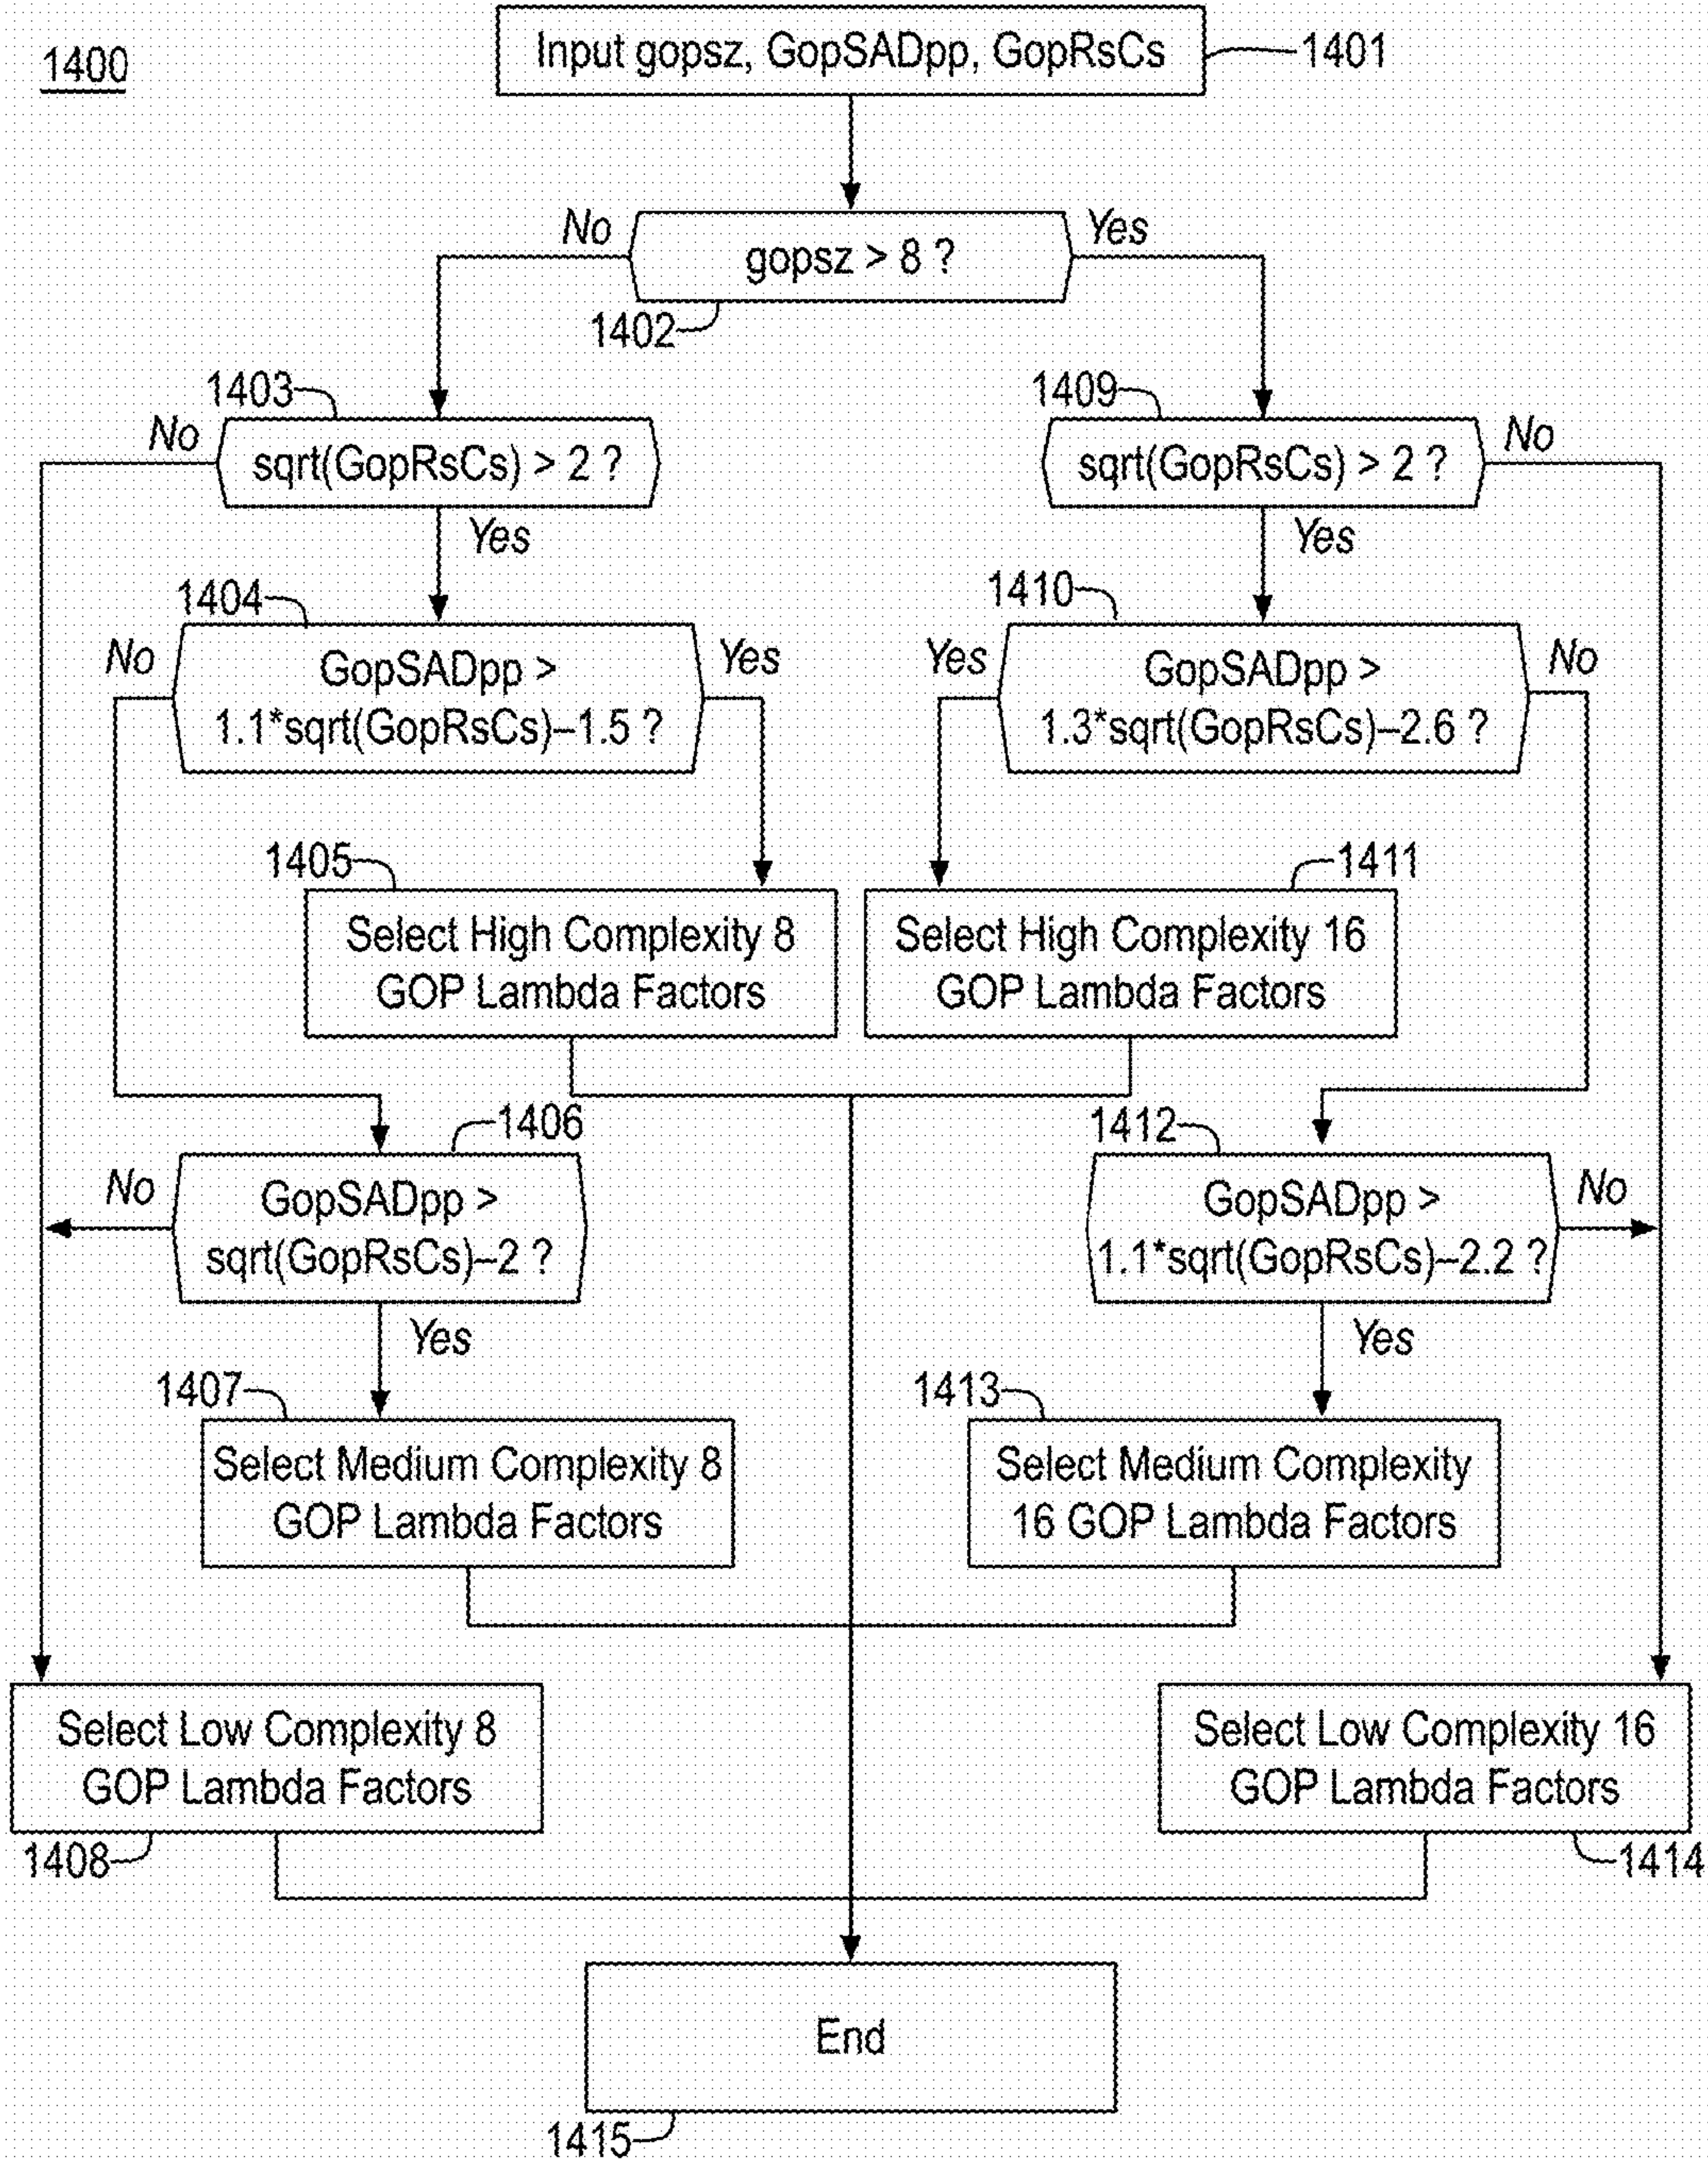 1400
Input gopsz, GopSADpp, GopRsCs
1401
No
Yes
gopsz > 8 ?
1402
1403
1409
No
sqrt(GopRsCs) > 2 ?
sqrt(GopRsCs) > 2 ?
No
Yes
Yes
1404
1410
No
GopSADpp >
1.1*sqrt(GopRsCs)–1.5 ?
Yes
Yes
GopSADpp >
1.3*sqrt(GopRsCs)–2.6 ?
No
1405
1411
Select High Complexity 8
GOP Lambda Factors
Select High Complexity 16
GOP Lambda Factors
1406
1412
No
GopSADpp >
sqrt(GopRsCs)–2 ?
GopSADpp >
1.1*sqrt(GopRsCs)–2.2 ?
No
Yes
Yes
1407
1413
Select Medium Complexity 8
GOP Lambda Factors
Select Medium Complexity
16 GOP Lambda Factors
Select Low Complexity 8
GOP Lambda Factors
Select Low Complexity 16
GOP Lambda Factors
1408
1414
End
1415